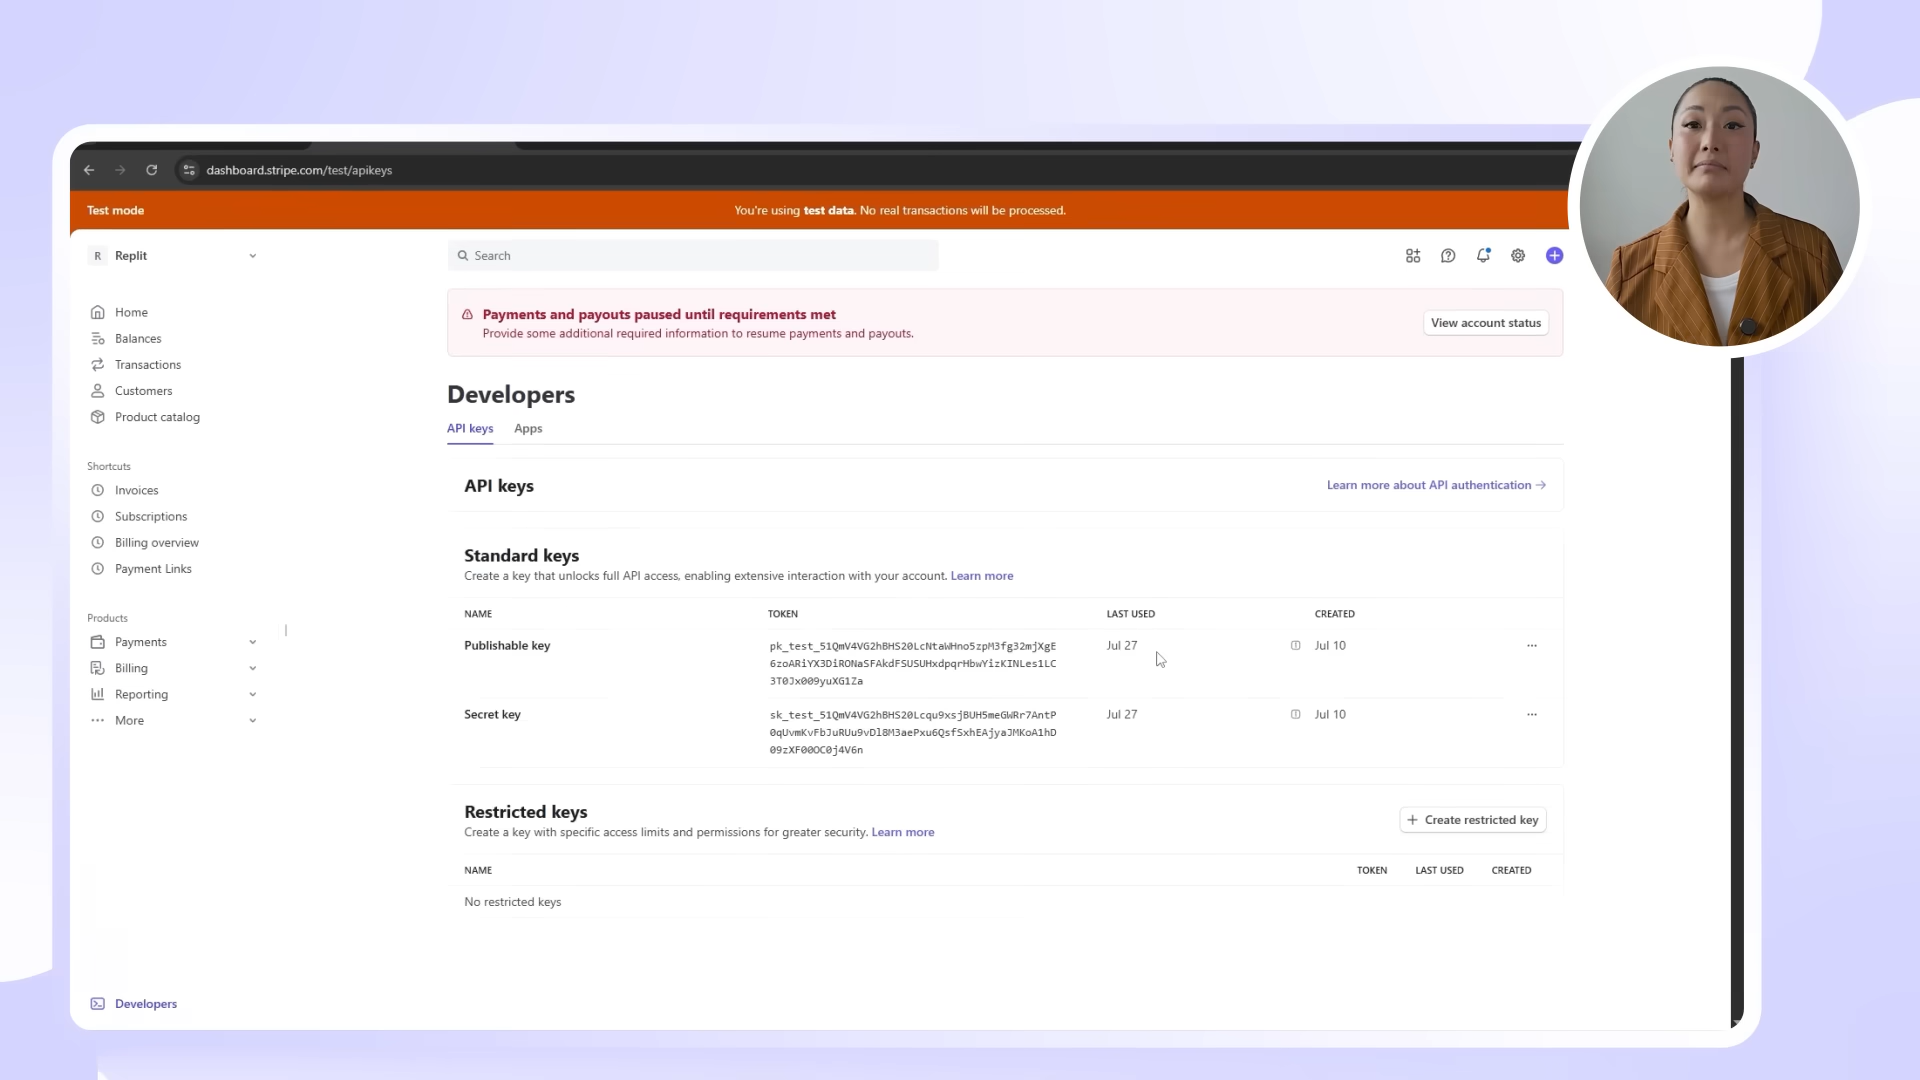 dashboard.stripe.com/test/apikeys
Test mode
You're using test data. No real transactions will be processed.
R Replit
Search
Home
Balances
Transactions
Customers
Product catalog
Shortcuts
Invoices
Subscriptions
Billing overview
Payment Links
Products
Payments
Billing
Reporting
More
Developers
Payments and payouts paused until requirements met
Provide some additional required information to resume payments and payouts.
View account status
Developers
API keys Apps
API keys
Learn more about API authentication →
Standard keys
Create a key that unlocks full API access, enabling extensive interaction with your account. Learn more
NAME TOKEN LAST USED CREATED
Publishable key
pk_test_51QmV4VG2hBHS20LcNtaWHno5zpM3fg32mjXgE
6zoARiYX3DiRONaSFAkdFSUSUHxdpqrHbwYizKINLes1LC
3T0Jx009yuXG1Za
Jul 27 Jul 10
Secret key
sk_test_51QmV4VG2hBHS20Lcqu9xsjBUH5meGWRr7AntP
0qUvmKvFbJuRUu9vDl8M3aePxu6QsfSxhEAjyaJMKoA1hD
09zXF00OC0j4V6n
Jul 27 Jul 10
Restricted keys
Create a key with specific access limits and permissions for greater security. Learn more
+ Create restricted key
NAME TOKEN LAST USED CREATED
No restricted keys